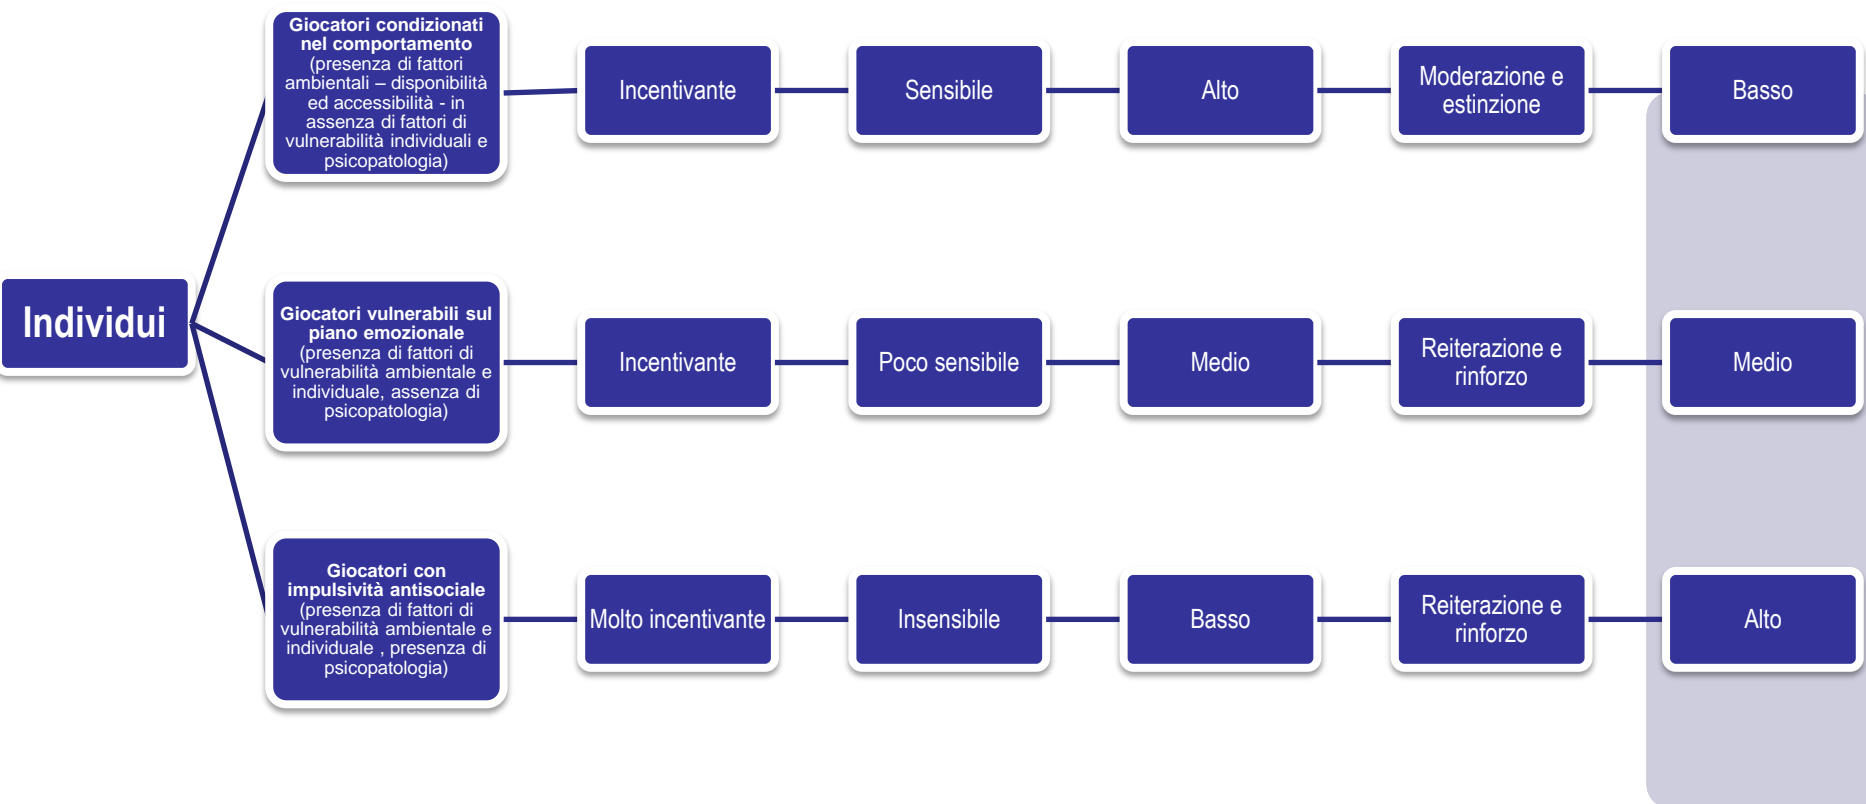 Individui
Giocatori condizionati
nel comportamento
(presenza di fattori
ambientali – disponibilità
ed accessibilità - in
assenza di fattori di
vulnerabilità individuali e
psicopatologia)
Incentivante
Sensibile
Alto
Moderazione e
estinzione
Basso
Giocatori vulnerabili sul
piano emozionale
(presenza di fattori di
vulnerabilità ambientale e
individuale, assenza di
psicopatologia)
Incentivante
Poco sensibile
Medio
Reiterazione e
rinforzo
Medio
Giocatori con
impulsività antisociale
(presenza di fattori di
vulnerabilità ambientale e
individuale , presenza di
psicopatologia)
Molto incentivante
Insensibile
Basso
Reiterazione e
rinforzo
Alto